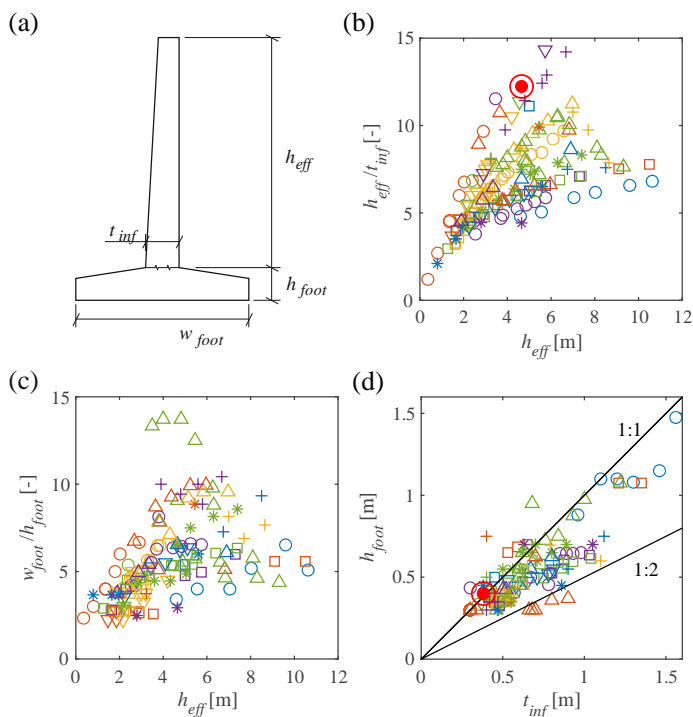 (a)
h_eff
t_inf
h_foot
w_foot
(b)
15
10
5
0
h_eff/t_inf [-]
0 2 4 6 8 10 12
h_eff [m]
(c)
15
10
5
0
w_foot/h_foot [-]
0 2 4 6 8 10 12
h_eff [m]
(d)
1.5
1
0.5
0
h_foot [m]
1:1
1:2
0 0.5 1 1.5
t_inf [m]